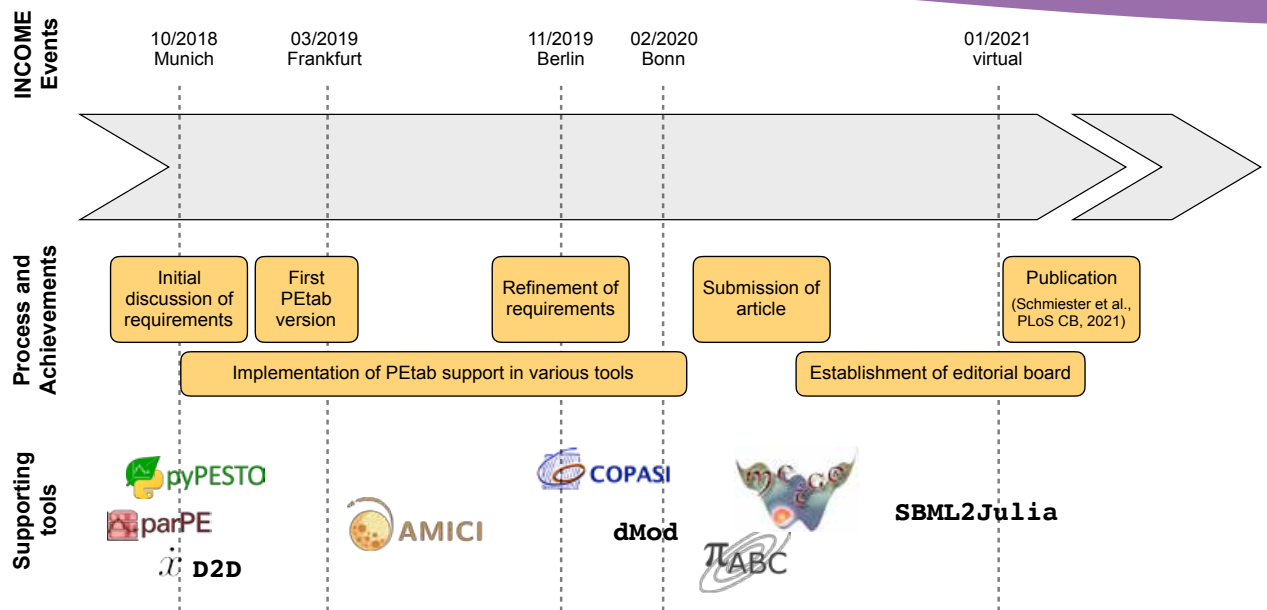 INCOME
Events
10/2018
Munich
03/2019
Frankfurt
11/2019
Berlin
02/2020
Bonn
01/2021
virtual
Process and
Achievements
Initial
discussion of
requirements
First
PEtab
version
Refinement of
requirements
Submission of
article
Publication
(Schmiester et al.,
PLoS CB, 2021)
Implementation of PEtab support in various tools
Establishment of editorial board
Supporting
tools
pyPESTO
parPE
ẋ D2D
AMICI
COPASI
dMod
πABC
SBML2Julia